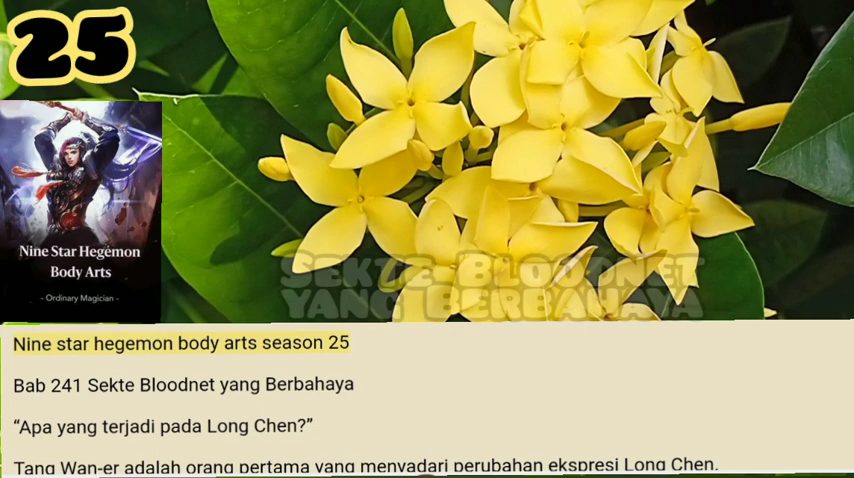 25
Nine Star Hegemon
Body Arts
- Ordinary Magician -
SEKTE BLOODNET
YANG BERBAHAYA
Nine star hegemon body arts season 25
Bab 241 Sekte Bloodnet yang Berbahaya
“Apa yang terjadi pada Long Chen?”
Tang Wan-er adalah orang pertama yang menyadari perubahan ekspresi Long Chen.